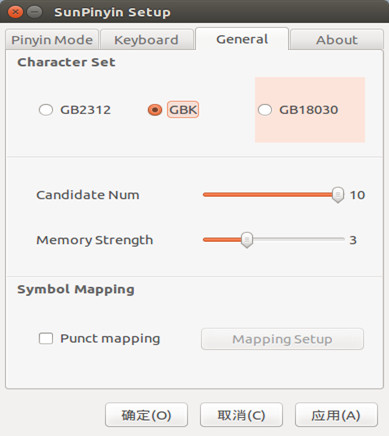 SunPinyin Setup
Pinyin Mode Keyboard General About
Character Set
GB2312 GBK GB18030
Candidate Num 10
Memory Strength 3
Symbol Mapping
Punct mapping Mapping Setup
确定(O) 取消(C) 应用(A)